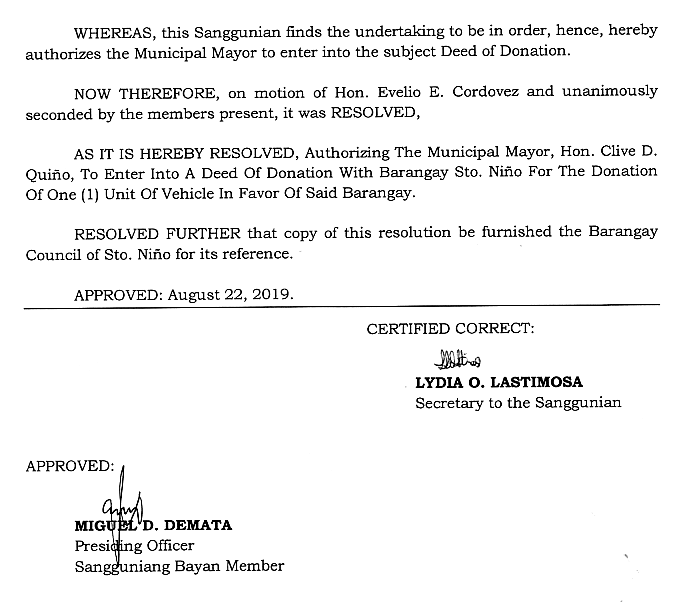 WHEREAS, this Sanggunian finds the undertaking to be in order, hence, hereby
authorizes the Municipal Mayor to enter into the subject Deed of Donation.
NOW THEREFORE, on motion of Hon. Evelio E. Cordovez and unanimously
seconded by the members present, it was RESOLVED,
AS IT IS HEREBY RESOLVED, Authorizing The Municipal Mayor, Hon. Clive D.
Quiño, To Enter Into A Deed Of Donation With Barangay Sto. Niño For The Donation
Of One (1) Unit Of Vehicle In Favor Of Said Barangay.
RESOLVED FURTHER that copy of this resolution be furnished the Barangay
Council of Sto. Niño for its reference.
APPROVED: August 22, 2019.
CERTIFIED CORRECT:
LYDIA O. LASTIMOSA
Secretary to the Sanggunian
APPROVED:
MIGUEL D. DEMATA
Presiding Officer
Sangguniang Bayan Member